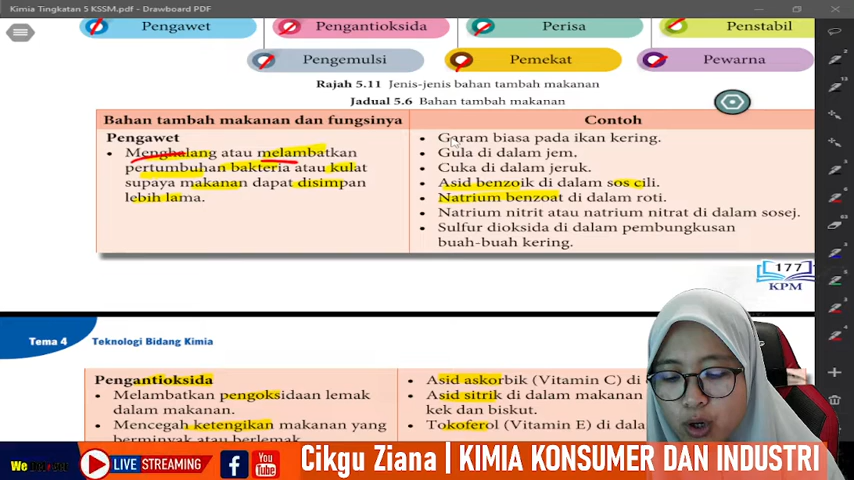 Kimia Tingkatan 5 KSSM.pdf - Drawboard PDF
Pengawet
Pengantioksida
Perisa
Penstabil
Pengemulsi
Pemekat
Pewarna
Rajah 5.11 Jenis-jenis bahan tambah makanan
Jadual 5.6 Bahan tambah makanan
Bahan tambah makanan dan fungsinya
Contoh
Pengawet
• Menghalang atau melambatkan
pertumbuhan bakteria atau kulat
supaya makanan dapat disimpan
lebih lama.
• Garam biasa pada ikan kering.
• Gula di dalam jem.
• Cuka di dalam jeruk.
• Asid benzoik di dalam sos cili.
• Natrium benzoat di dalam roti.
• Natrium nitrit atau natrium nitrat di dalam sosej.
• Sulfur dioksida di dalam pembungkusan
buah-buah kering.
177
KPM
Tema 4 Teknologi Bidang Kimia
Pengantioksida
• Melambatkan pengoksidaan lemak
dalam makanan.
• Mencegah ketengikan makanan yang
berminyak atau berlemak.
• Asid askorbik (Vitamin C) di
• Asid sitrik di dalam makanan
kek dan biskut.
• Tokoferol (Vitamin E) di dala
LIVE STREAMING
You Tube
Cikgu Ziana | KIMIA KONSUMER DAN INDUSTRI